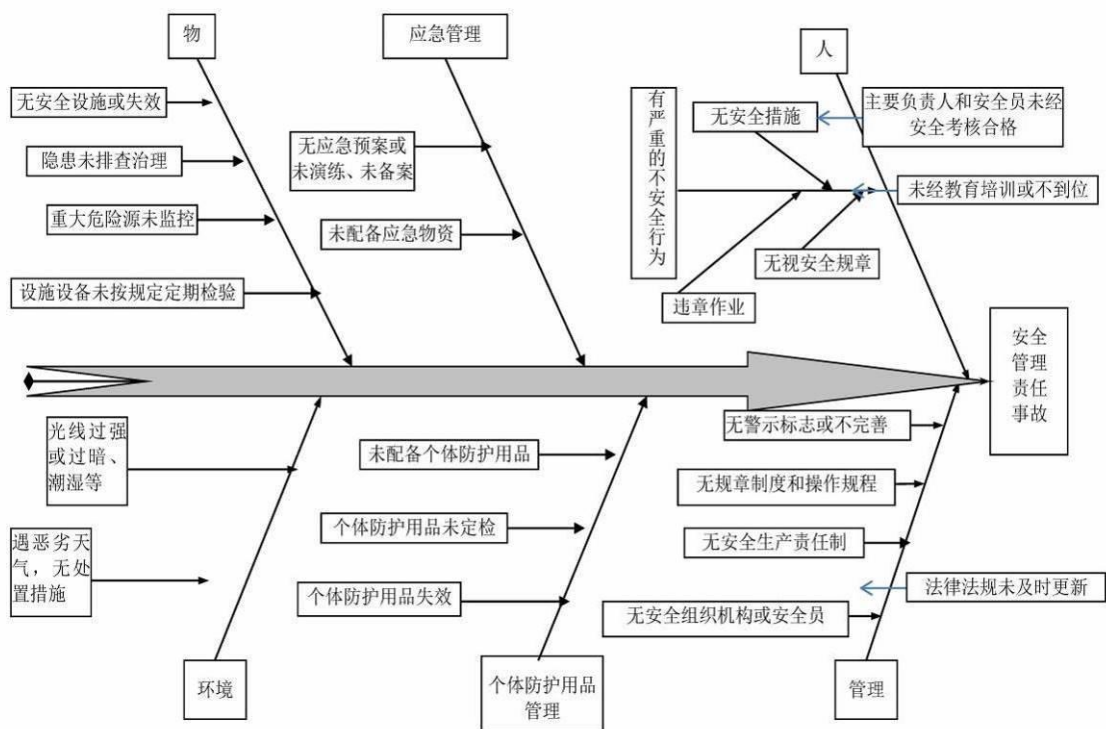 物
应急管理
人
无安全设施或失效
隐患未排查治理
重大危险源未监控
设施设备未按规定定期检验
无应急预案或
未演练、未备案
未配备应急物资
有严重的不安全行为
无安全措施
主要负责人和安全员未经
安全考核合格
未经教育培训或不到位
无视安全规章
违章作业
安全
管理
责任
事故
光线过强
或过暗、
潮湿等
遇恶劣天
气，无处
置措施
环境
未配备个体防护用品
个体防护用品未定检
个体防护用品失效
个体防护用品
管理
无警示标志或不完善
无规章制度和操作规程
无安全生产责任制
法律法规未及时更新
无安全组织机构或安全员
管理